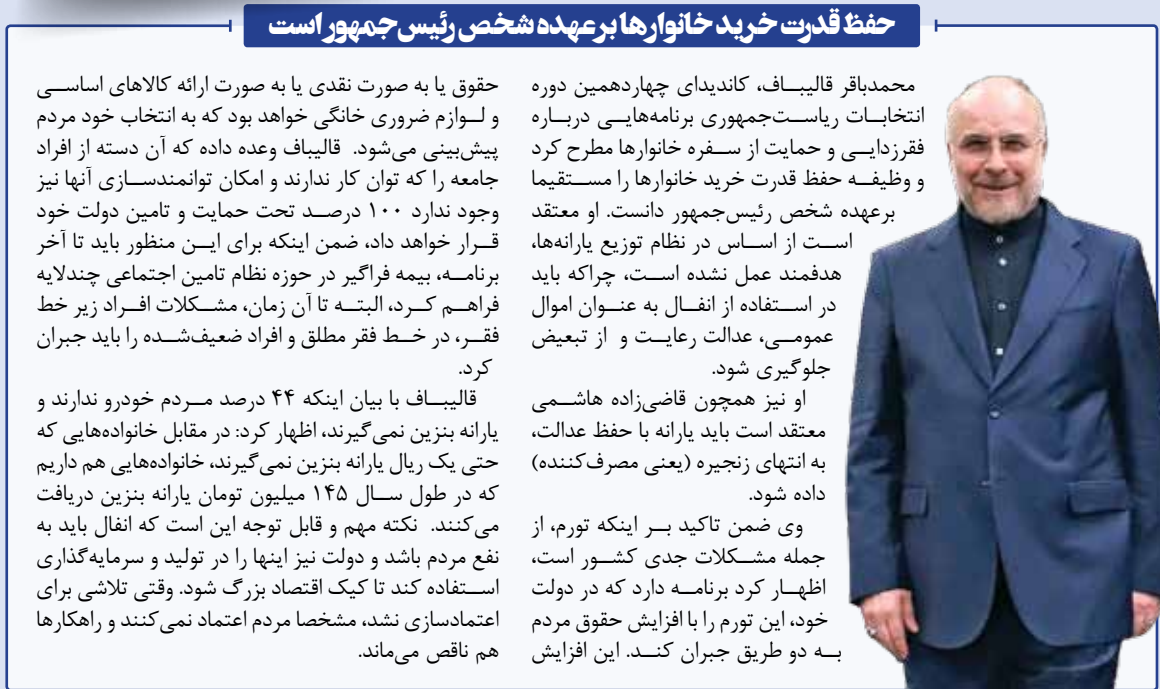 حفظ قدرت خرید خانوارها برعهده شخص رئیس‌جمهور است
محمدباقر قالیباف، کاندیدای چهاردهمین دوره
انتخابات ریاست‌جمهوری برنامه‌هایی درباره
فقرزدایی و حمایت از سفره خانوارها مطرح کرد
و وظیفه حفظ قدرت خرید خانوارها را مستقیما
برعهده شخص رئیس‌جمهور دانست. او معتقد
است از اساس در نظام توزیع یارانه‌ها،
هدفمند عمل نشده است، چراکه باید
در استفاده از انفال به عنوان اموال
عمومی، عدالت رعایت و از تبعیض
جلوگیری شود.
او نیز همچون قاضی‌زاده هاشمی
معتقد است باید یارانه با حفظ عدالت،
به انتهای زنجیره (یعنی مصرف‌کننده)
داده شود.
وی ضمن تاکید بر اینکه تورم، از
جمله مشکلات جدی کشور است،
اظهار کرد برنامه دارد که در دولت
خود، این تورم را با افزایش حقوق مردم
به دو طریق جبران کند. این افزایش
حقوق یا به صورت نقدی یا به صورت ارائه کالاهای اساسی
و لوازم ضروری خانگی خواهد بود که به انتخاب خود مردم
پیش‌بینی می‌شود. قالیباف وعده داده که آن دسته از افراد
جامعه را که توان کار ندارند و امکان توانمندسازی آنها نیز
وجود ندارد ۱۰۰ درصد تحت حمایت و تامین دولت خود
قرار خواهد داد، ضمن اینکه برای این منظور باید تا آخر
برنامه، بیمه فراگیر در حوزه نظام تامین اجتماعی چندلایه
فراهم کرد، البته تا آن زمان، مشکلات افراد زیر خط
فقر، در خط فقر مطلق و افراد ضعیف‌شده را باید جبران
کرد.
قالیباف با بیان اینکه ۴۴ درصد مردم خودرو ندارند و
یارانه بنزین نمی‌گیرند، اظهار کرد: در مقابل خانواده‌هایی که
حتی یک ریال یارانه بنزین نمی‌گیرند، خانواده‌هایی هم داریم
که در طول سال ۱۴۵ میلیون تومان یارانه بنزین دریافت
می‌کنند. نکته مهم و قابل توجه این است که انفال باید به
نفع مردم باشد و دولت نیز اینها را در تولید و سرمایه‌گذاری
استفاده کند تا کیک اقتصاد بزرگ شود. وقتی تلاشی برای
اعتمادسازی نشد، مشخصا مردم اعتماد نمی‌کنند و راهکارها
هم ناقص می‌ماند.